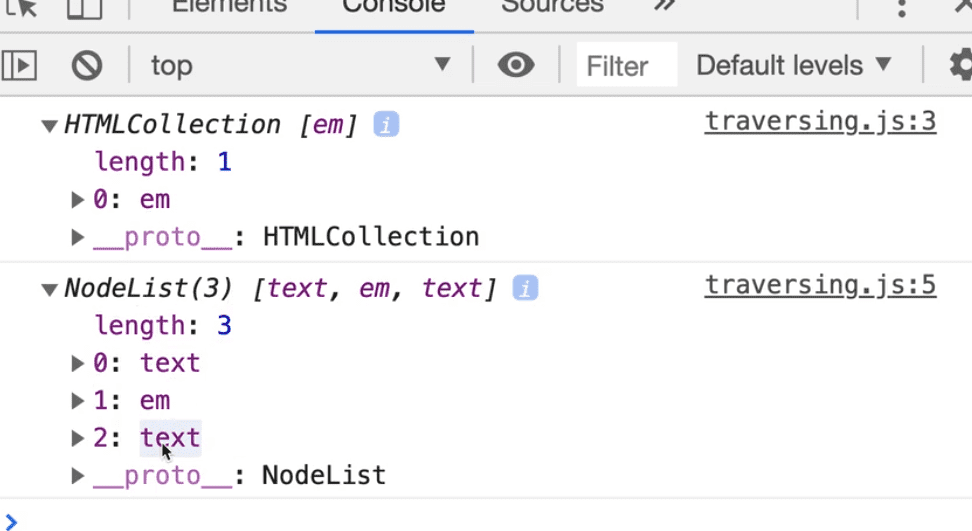 Elements Console Sources »
top Filter Default levels
HTMLCollection [em] i traversing.js:3
length: 1
0: em
__proto__: HTMLCollection
NodeList(3) [text, em, text] i traversing.js:5
length: 3
0: text
1: em
2: text
__proto__: NodeList